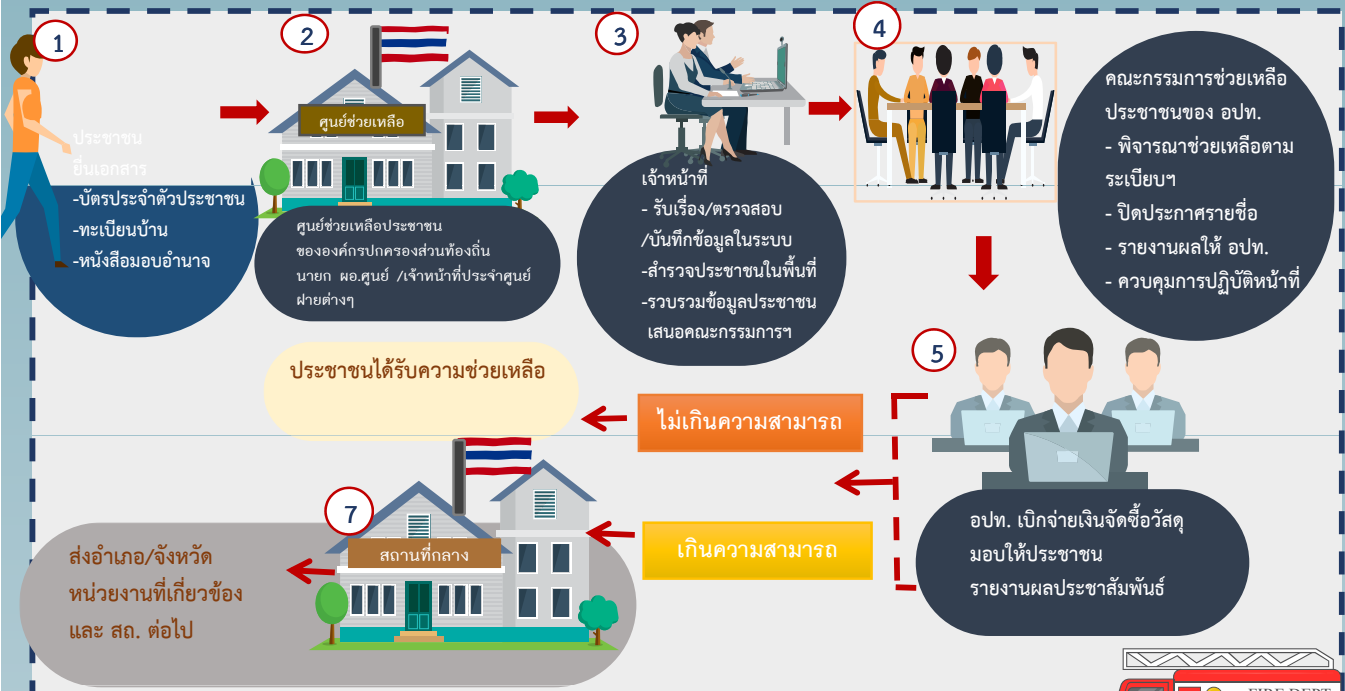 1
ประชาชน
ยื่นเอกสาร
-บัตรประจำตัวประชาชน
-ทะเบียนบ้าน
-หนังสือมอบอำนาจ
2
ศูนย์ช่วยเหลือ
ศูนย์ช่วยเหลือประชาชน
ขององค์กรปกครองส่วนท้องถิ่น
นายก ผอ.ศูนย์ /เจ้าหน้าที่ประจำศูนย์
ฝ่ายต่างๆ
3
เจ้าหน้าที่
- รับเรื่อง/ตรวจสอบ
/บันทึกข้อมูลในระบบ
-สำรวจประชาชนในพื้นที่
-รวบรวมข้อมูลประชาชน
เสนอคณะกรรมการฯ
4
คณะกรรมการช่วยเหลือ
ประชาชนของ อปท.
- พิจารณาช่วยเหลือตาม
ระเบียบฯ
- ปิดประกาศรายชื่อ
- รายงานผลให้ อปท.
- ควบคุมการปฏิบัติหน้าที่
5
อปท. เบิกจ่ายเงินจัดซื้อวัสดุ
มอบให้ประชาชน
รายงานผลประชาสัมพันธ์
ไม่เกินความสามารถ
ประชาชนได้รับความช่วยเหลือ
เกินความสามารถ
7
สถานที่กลาง
ส่งอำเภอ/จังหวัด
หน่วยงานที่เกี่ยวข้อง
และ สถ. ต่อไป
FIRE DEPT